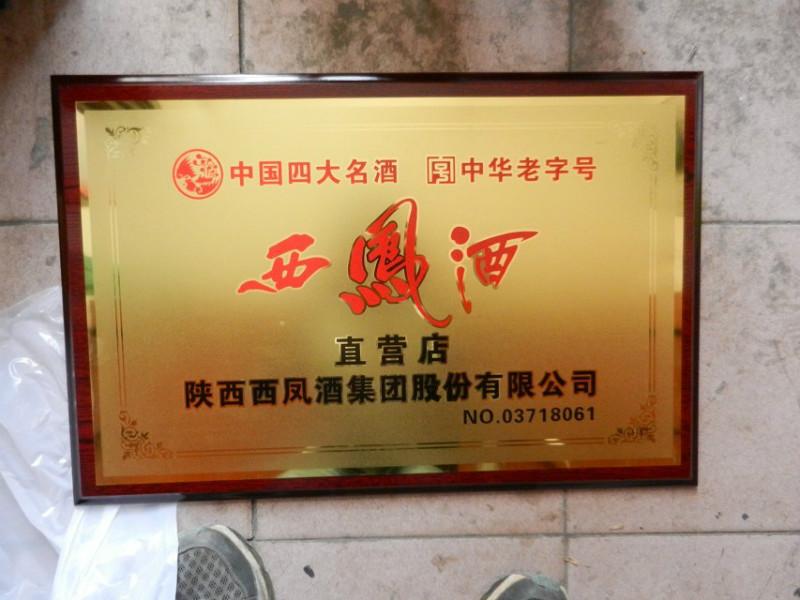 中国四大名酒 中华老字号
西鳳酒
直营店
陕西西凤酒集团股份有限公司
NO.03718061